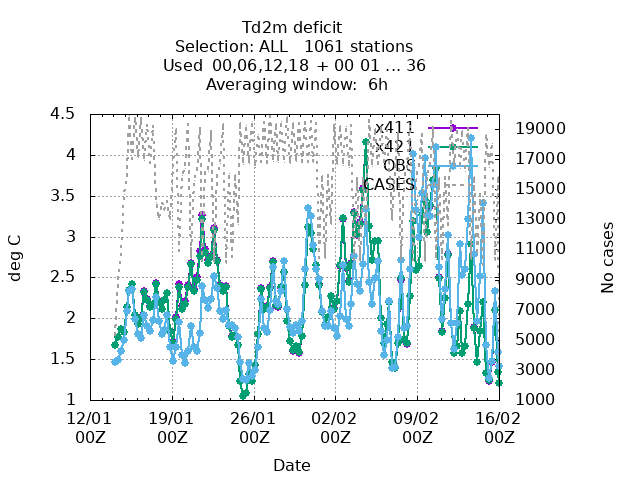 Td2m deficit
Selection: ALL 1061 stations
Used 00,06,12,18 + 00 01 ... 36
Averaging window: 6h
x411
x421
OBS
CASES
deg C
4.5
4
3.5
3
2.5
2
1.5
1
No cases
19000
17000
15000
13000
11000
9000
7000
5000
3000
1000
12/01 19/01 26/01 02/02 09/02 16/02
00Z 00Z 00Z 00Z 00Z 00Z
Date